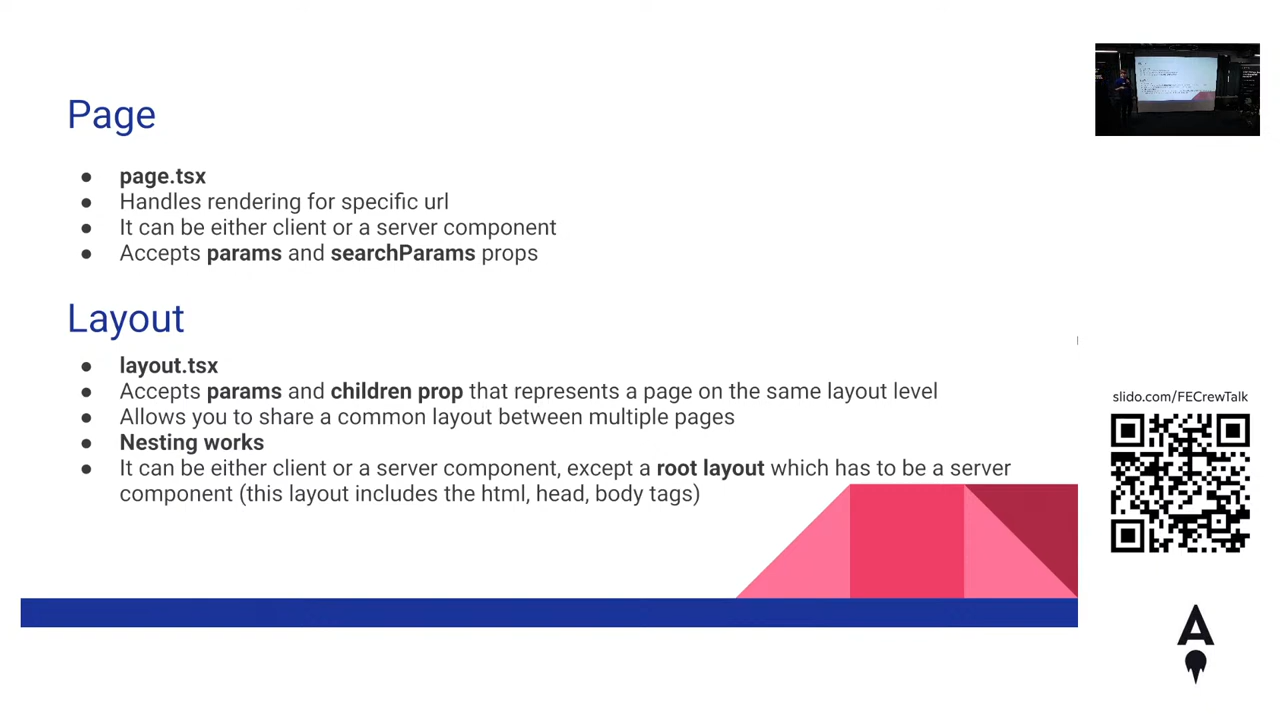 Page
● page.tsx
● Handles rendering for specific url
● It can be either client or a server component
● Accepts params and searchParams props
Layout
● layout.tsx
● Accepts params and children prop that represents a page on the same layout level
● Allows you to share a common layout between multiple pages
● Nesting works
● It can be either client or a server component, except a root layout which has to be a server
component (this layout includes the html, head, body tags)
slido.com/FECrewTalk